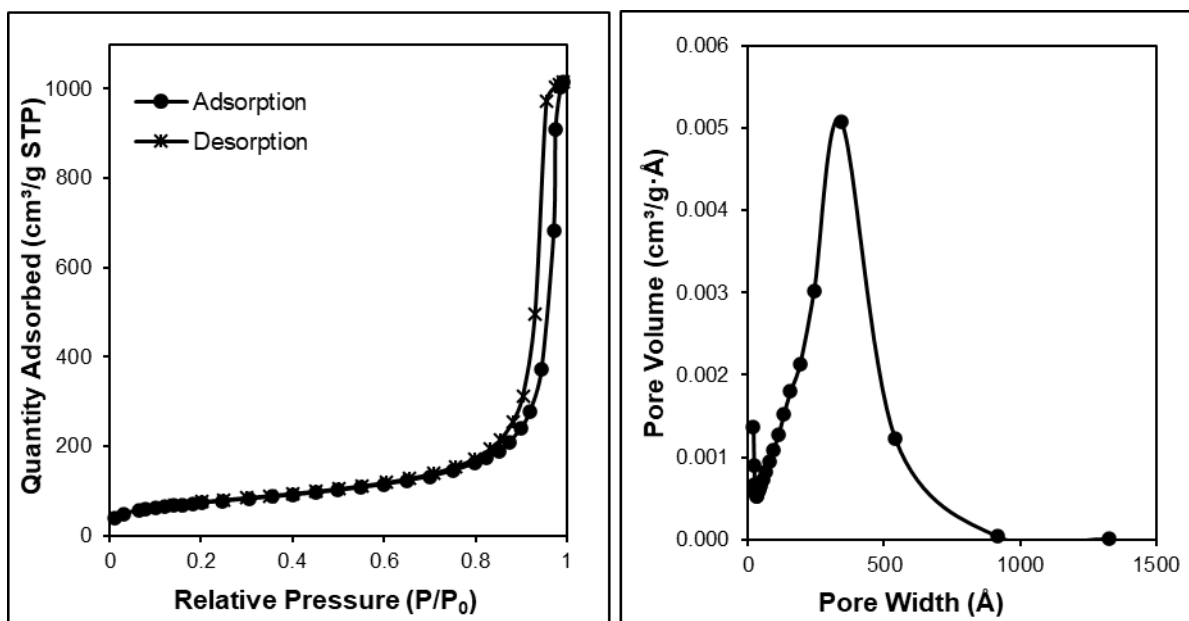 Quantity Adsorbed (cm³/g STP)
1000
800
600
400
200
0
Adsorption
Desorption
0 0.2 0.4 0.6 0.8 1
Relative Pressure (P/P₀)
Pore Volume (cm³/g·Å)
0.006
0.005
0.004
0.003
0.002
0.001
0.000
0 500 1000 1500
Pore Width (Å)